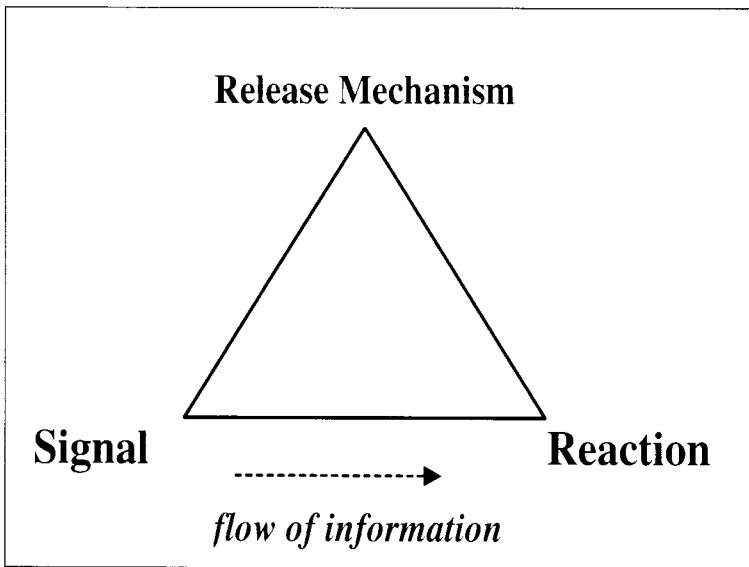 Release Mechanism
Signal
Reaction
flow of information